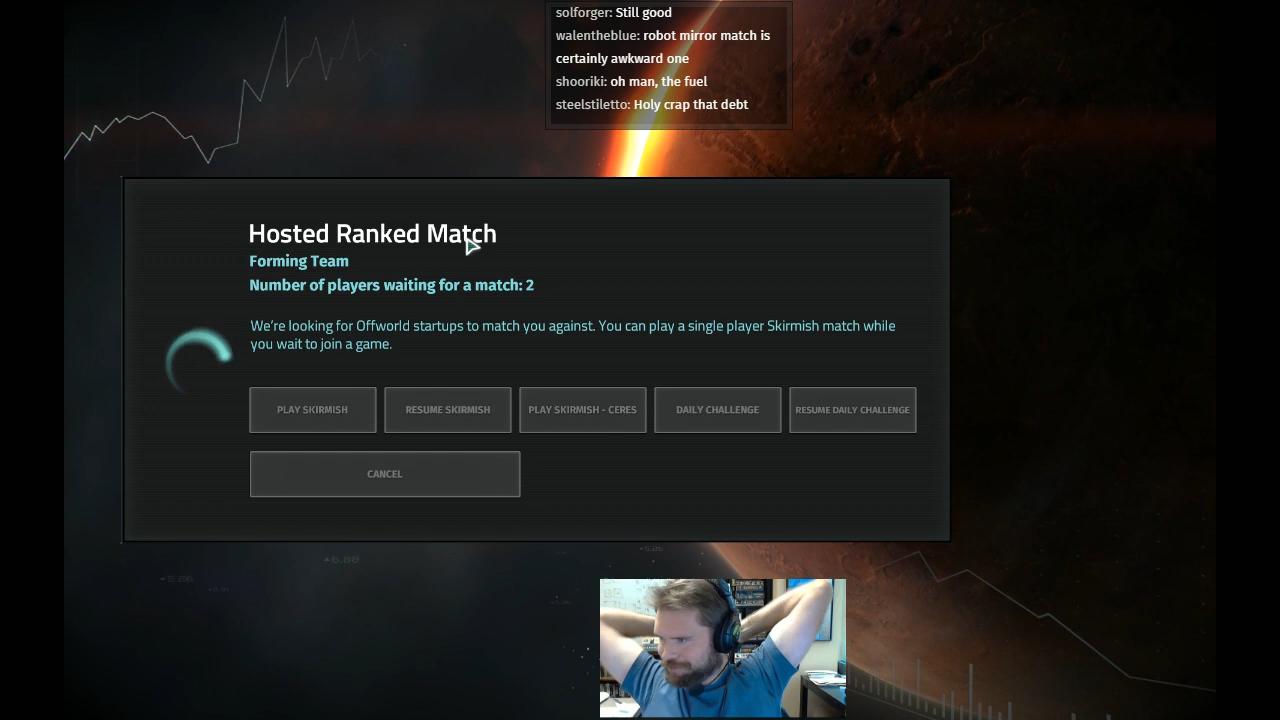 solforger: Still good
walentheblue: robot mirror match is
certainly awkward one
shooriki: oh man, the fuel
steelstiletto: Holy crap that debt
Hosted Ranked Match
Forming Team
Number of players waiting for a match: 2
We're looking for Offworld startups to match you against. You can play a single player Skirmish match while
you wait to join a game.
PLAY SKIRMISH
RESUME SKIRMISH
PLAY SKIRMISH - CERES
DAILY CHALLENGE
RESUME DAILY CHALLENGE
CANCEL